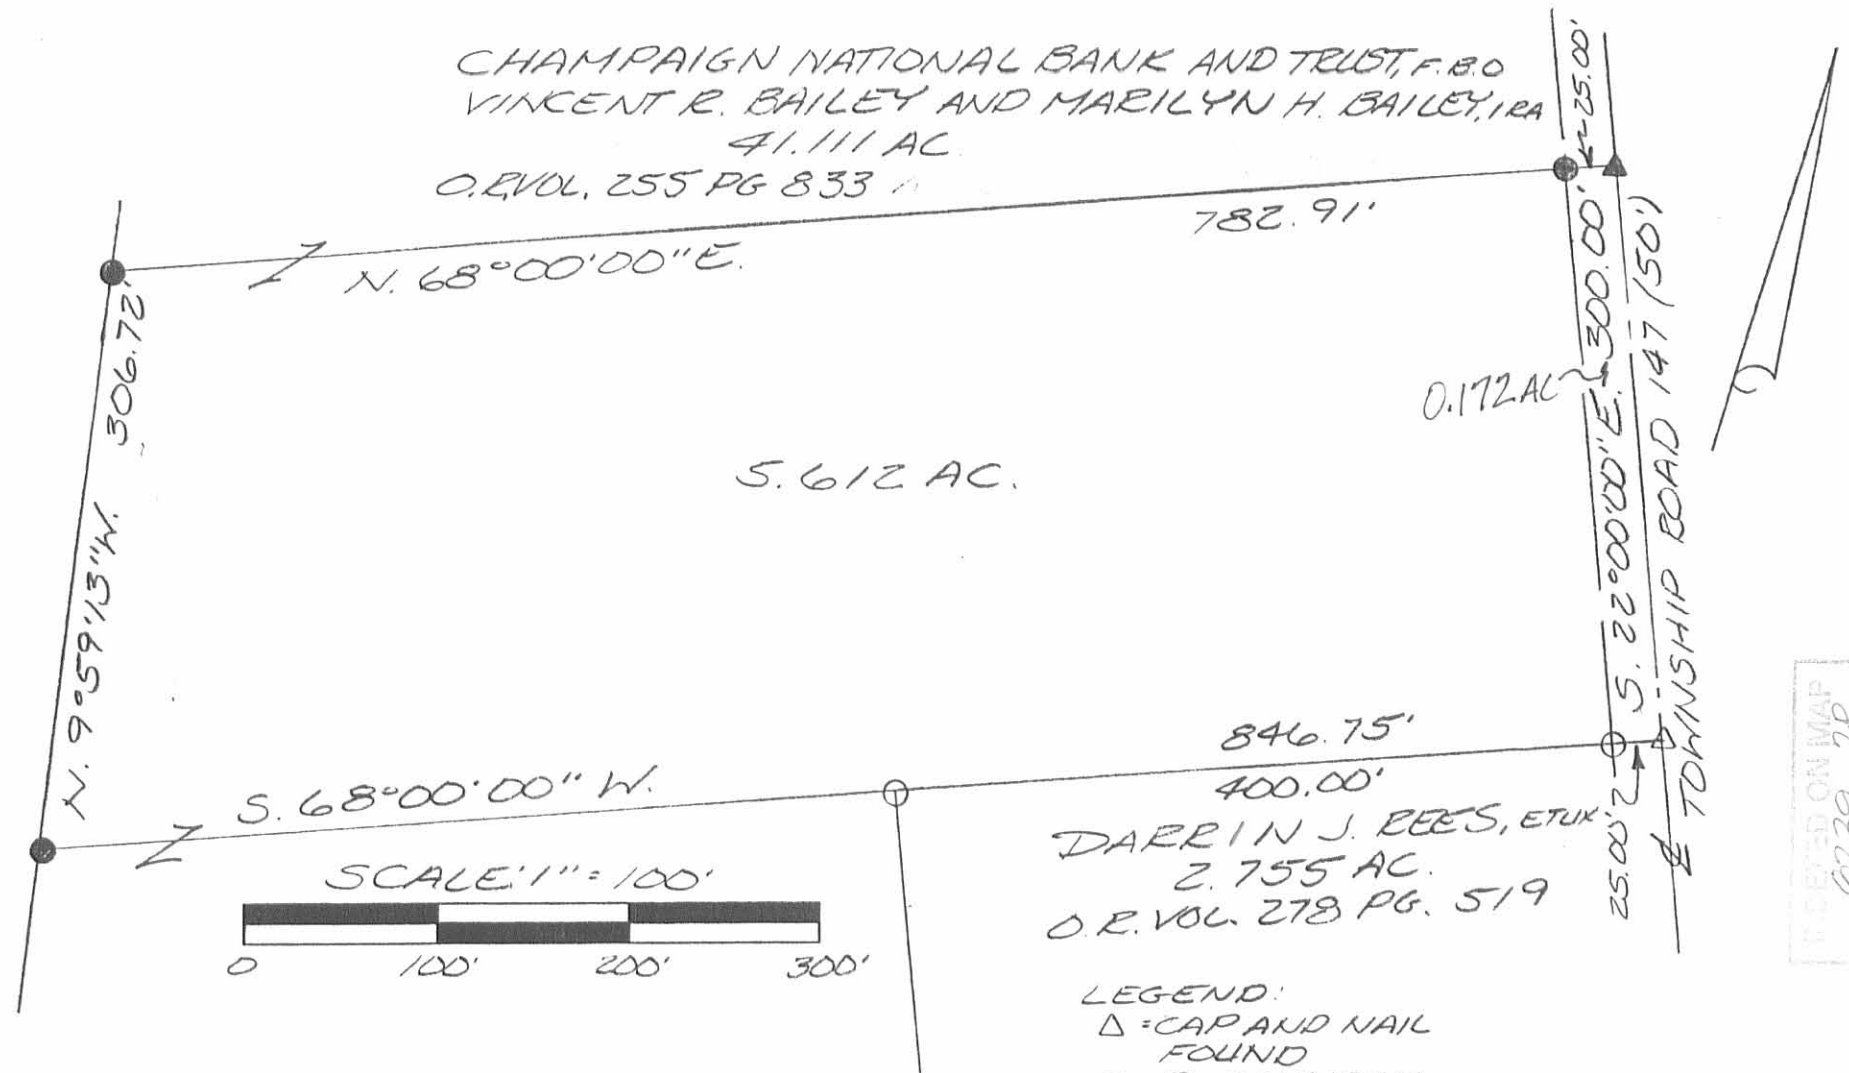 CHAMPAIGN NATIONAL BANK AND TRUST, F.B.O
VINCENT R. BAILEY AND MARILYN H. BAILEY, IRA
41.111 AC
O.R.VOL. 255 PG 833
25.00'
782.91'
N. 68°00'00"E.
306.72'
N. 9°59'13"W.
S. 22°00'00"E. 300.00'
TOWNSHIP ROAD 147 (50')
0.172 AC
5.612 AC.
846.75'
S. 68°00'00" W.
400.00'
25.00'
DARRIN J. REES, ETUX
2.755 AC.
O.R. VOL. 278 PG. 519
SCALE: 1" = 100'
0 100' 200' 300'
LEGEND:
Δ = CAP AND NAIL
FOUND
ON MAP